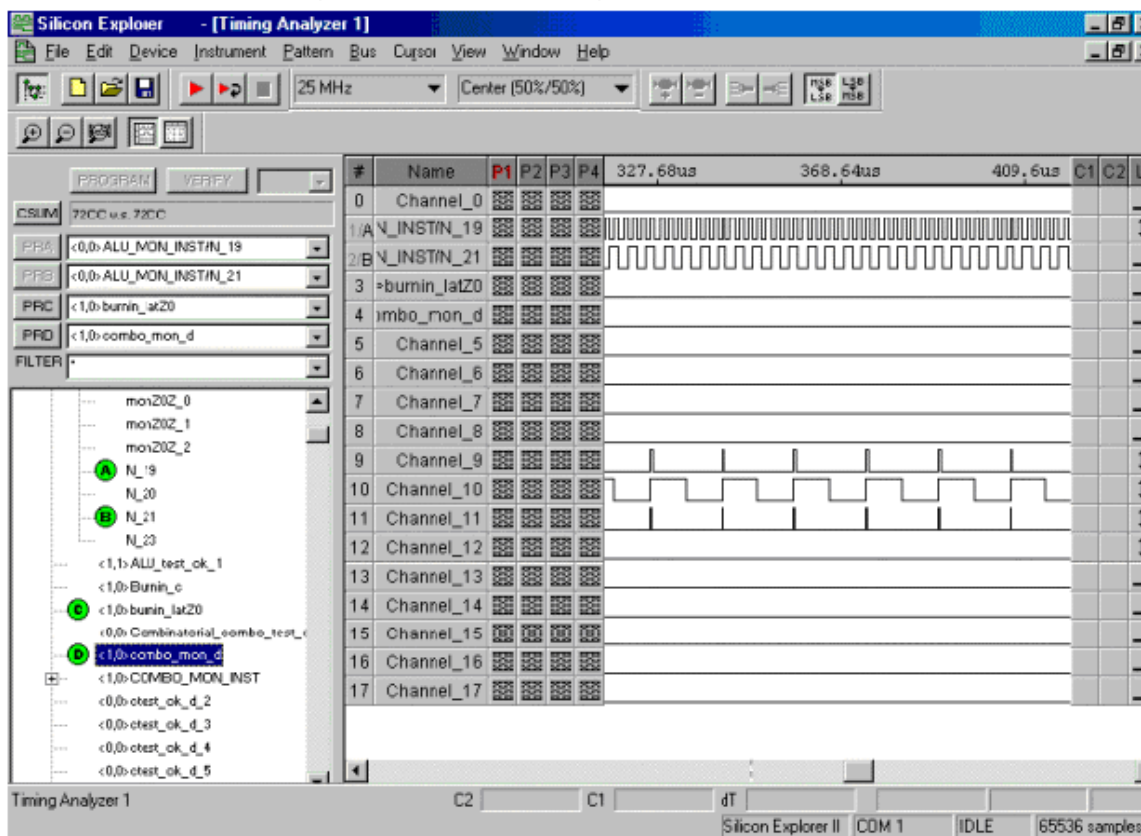 Silicon Explorer - [Timing Analyzer 1]
File Edit Device Instrument Pattern Bus Cursor View Window Help
25 MHz Center (50%/50%) MSB LSB LSB MSB
PROGRAM VERIFY
CSUM 72CC v.s. 72CC
PRA <0,0> ALU_MON_INST/N_19
PRB <0,0> ALU_MON_INST/N_21
PRC <1,0> burnin_latZ0
PRD <1,0> combo_mon_d
FILTER *
monZ0Z_0
monZ0Z_1
monZ0Z_2
A N_19
N_20
B N_21
N_23
<1,1> ALU_test_ok_1
<1,0> Burnin_c
C <1,0> burnin_latZ0
<0,0> Combinatorial_combo_test_
D <1,0> combo_mon_d
<1,0> COMBO_MON_INST
<0,0> ctest_ok_d_2
<0,0> ctest_ok_d_3
<0,0> ctest_ok_d_4
<0,0> ctest_ok_d_5
# Name P1 P2 P3 P4 327.68us 368.64us 409.6us C1 C2
0 Channel_0
1/A N_INST/N_19
2/B N_INST/N_21
3 burnin_latZ0
4 mbo_mon_d
5 Channel_5
6 Channel_6
7 Channel_7
8 Channel_8
9 Channel_9
10 Channel_10
11 Channel_11
12 Channel_12
13 Channel_13
14 Channel_14
15 Channel_15
16 Channel_16
17 Channel_17
Timing Analyzer 1 C2 C1 dT
Silicon Explorer II COM 1 IDLE 65536 samples